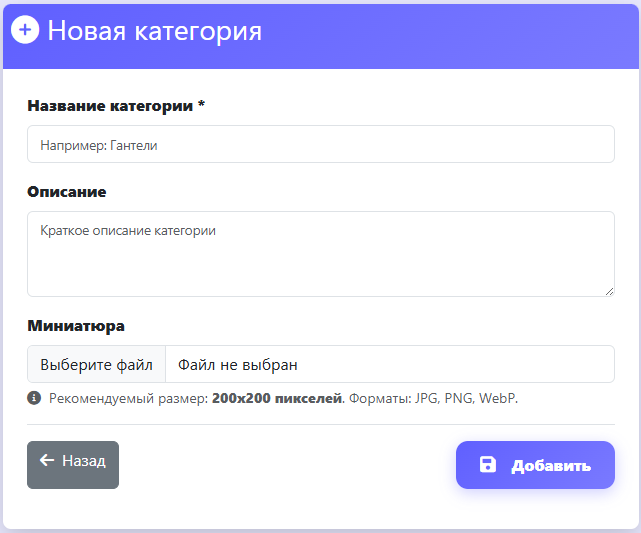 Новая категория
Название категории *
Например: Гантели
Описание
Краткое описание категории
Миниатюра
Выберите файл Файл не выбран
Рекомендуемый размер: 200x200 пикселей. Форматы: JPG, PNG, WebP.
Назад Добавить